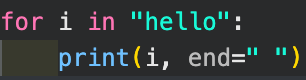 for i in "hello":
    print(i, end=" ")